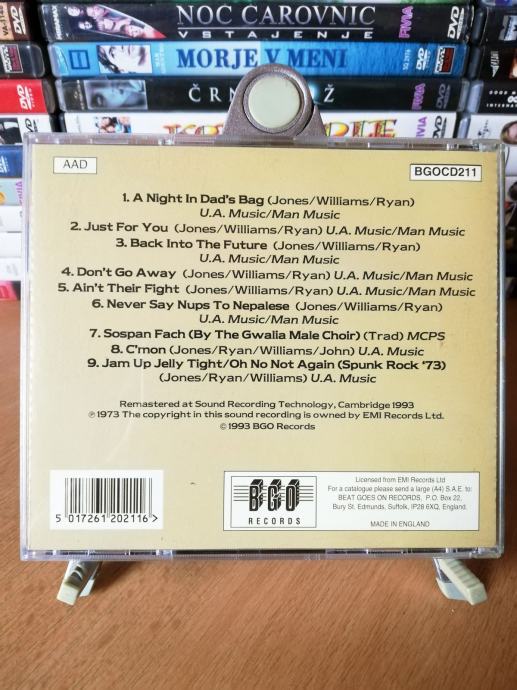 NOC CAROVNIC
VSTAJENJE
DVD
MORJE V MENI
DVD
DVD
AAD
BGOCD211
1. A Night In Dad's Bag (Jones/Williams/Ryan)
U.A. Music/Man Music
2. Just For You (Jones/Williams/Ryan) U.A. Music/Man Music
3. Back Into The Future (Jones/Williams/Ryan)
U.A. Music/Man Music
4. Don't Go Away (Jones/Williams/Ryan) U.A. Music/Man Music
5. Ain't Their Fight (Jones/Williams/Ryan) U.A. Music/Man Music
6. Never Say Nups To Nepalese (Jones/Williams/Ryan)
U.A. Music/Man Music
7. Sospan Fach (By The Gwalia Male Choir) (Trad) MCPS
8. C'mon (Jones/Ryan/Williams/John) U.A. Music
9. Jam Up Jelly Tight/Oh No Not Again (Spunk Rock '73)
(Jones/Ryan/Williams) U.A. Music
Remastered at Sound Recording Technology, Cambridge 1993
℗ 1973 The copyright in this sound recording is owned by EMI Records Ltd.
© 1993 BGO Records
5 017261 202116 >
BGO
RECORDS
Licensed from EMI Records Ltd
For a catalogue please send a large (A4) S.A.E. to:
BEAT GOES ON RECORDS, P.O. Box 22,
Bury St. Edmunds, Suffolk, IP28 6XQ, England.
MADE IN ENGLAND